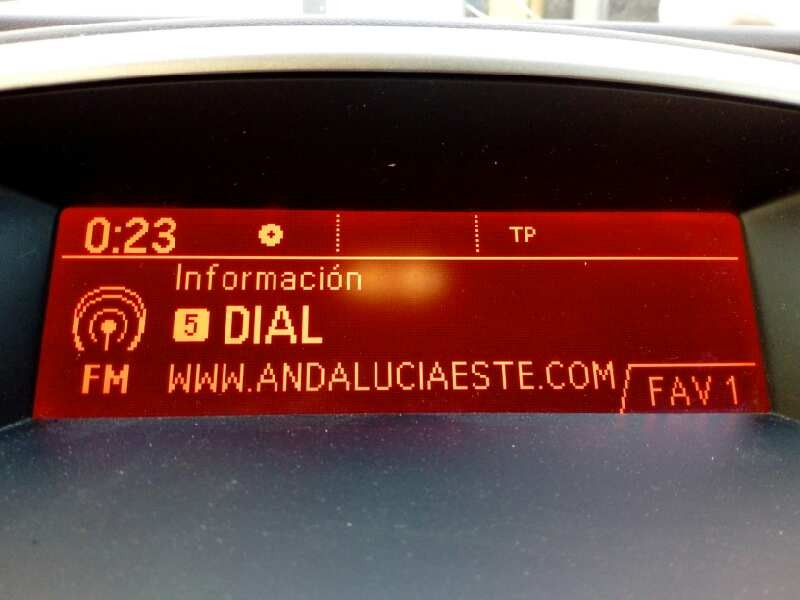 0:23 TP
Información
5 DIAL
FM WWW.ANDALUCIAESTE.COM
FAV 1